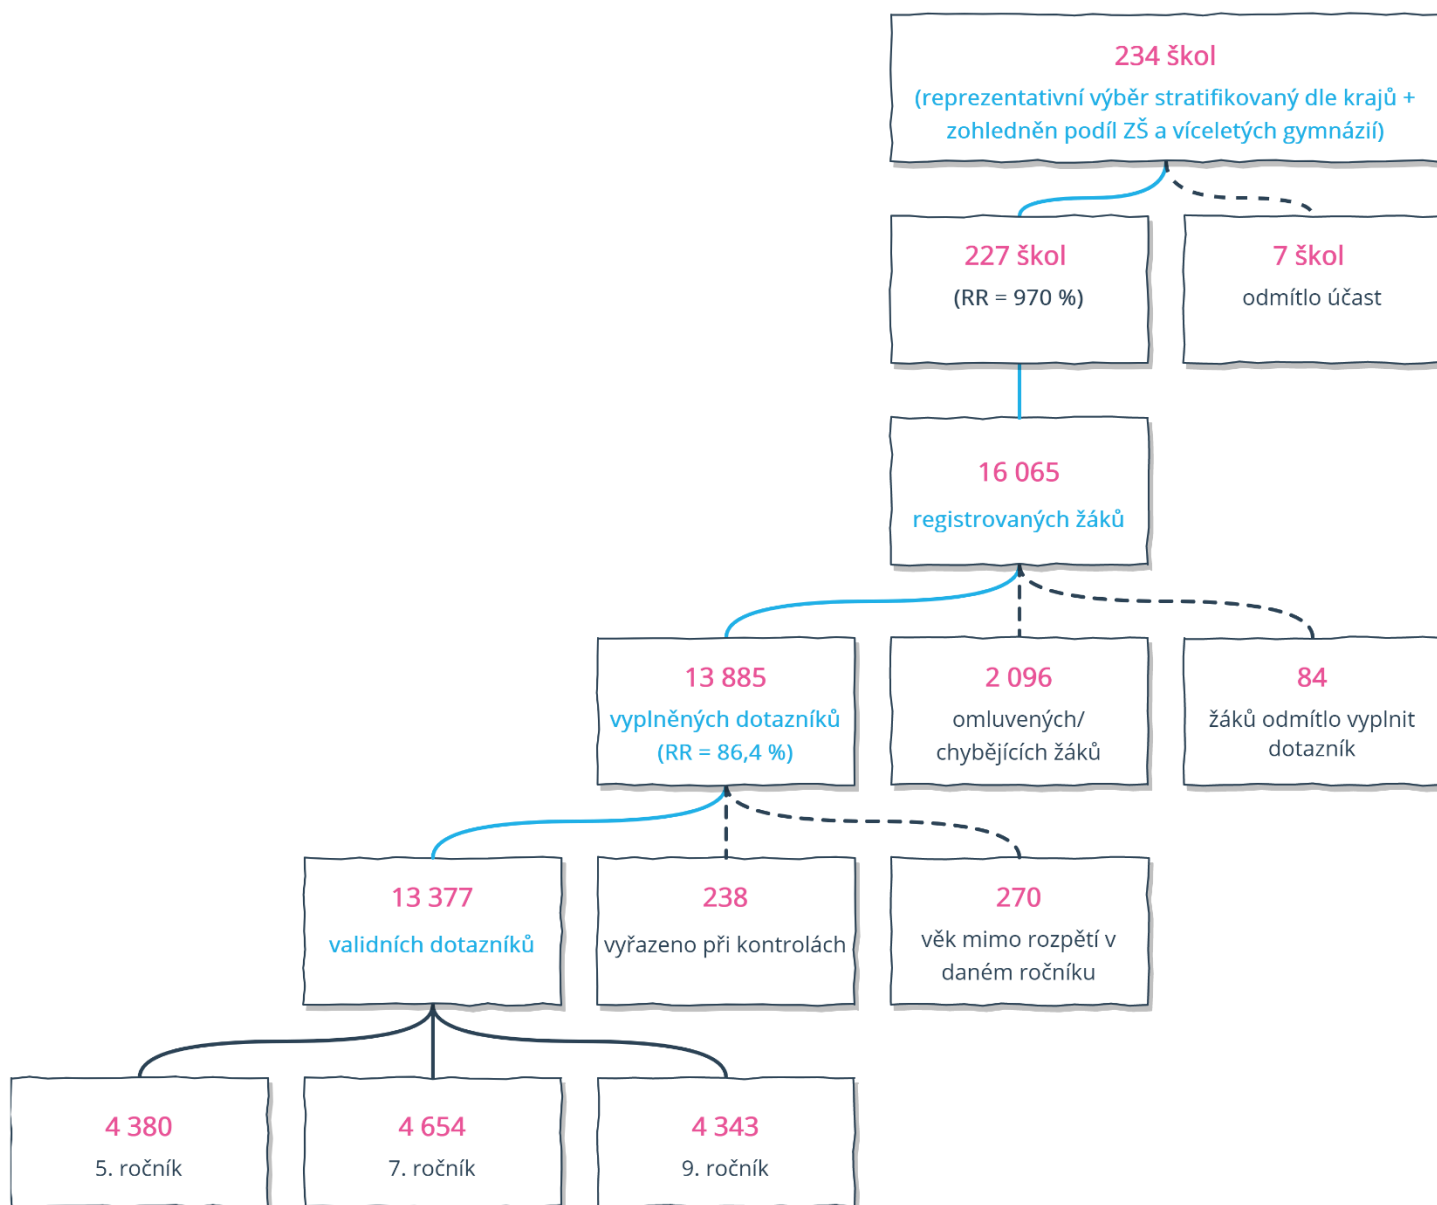 234 škol
(reprezentativní výběr stratifikovaný dle krajů +
zohledněn podíl ZŠ a víceletých gymnázií)
227 škol
(RR = 970 %)
7 škol
odmítlo účast
16 065
registrovaných žáků
13 885
vyplněných dotazníků
(RR = 86,4 %)
2 096
omluvených/
chybějících žáků
84
žáků odmítlo vyplnit
dotazník
13 377
validních dotazníků
238
vyřazeno při kontrolách
270
věk mimo rozpětí v
daném ročníku
4 380
5. ročník
4 654
7. ročník
4 343
9. ročník